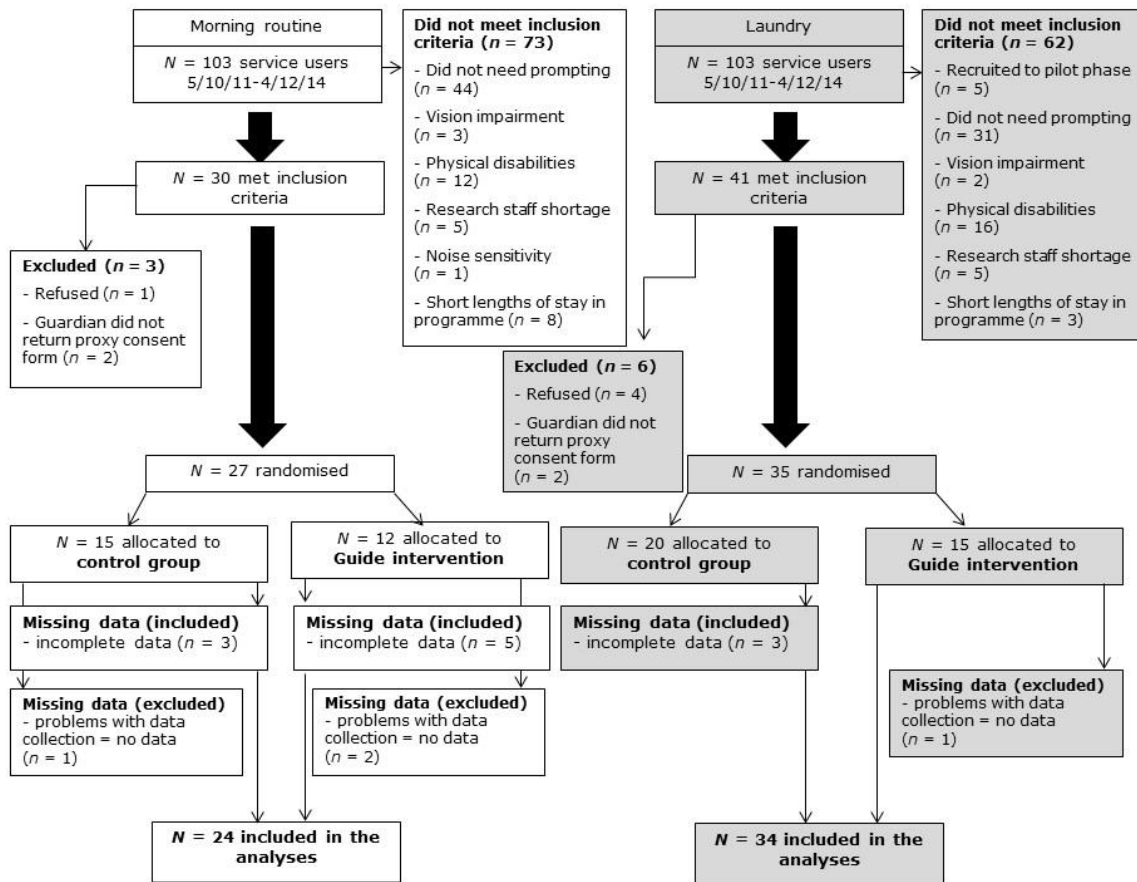 Morning routine
N = 103 service users
5/10/11-4/12/14
Did not meet inclusion
criteria (n = 73)
- Did not need prompting
(n = 44)
- Vision impairment
(n = 3)
- Physical disabilities
(n = 12)
- Research staff shortage
(n = 5)
- Noise sensitivity
(n = 1)
- Short lengths of stay in
programme (n = 8)
N = 30 met inclusion
criteria
Excluded (n = 3)
- Refused (n = 1)
- Guardian did not
return proxy consent
form (n = 2)
N = 27 randomised
N = 15 allocated to
control group
N = 12 allocated to
Guide intervention
Missing data (included)
- incomplete data (n = 3)
Missing data (included)
- incomplete data (n = 5)
Missing data (excluded)
- problems with data
collection = no data
(n = 1)
Missing data (excluded)
- problems with data
collection = no data
(n = 2)
N = 24 included in the
analyses
Laundry
N = 103 service users
5/10/11-4/12/14
Did not meet inclusion
criteria (n = 62)
- Recruited to pilot phase
(n = 5)
- Did not need prompting
(n = 31)
- Vision impairment
(n = 2)
- Physical disabilities
(n = 16)
- Research staff shortage
(n = 5)
- Short lengths of stay in
programme (n = 3)
N = 41 met inclusion
criteria
Excluded (n = 6)
- Refused (n = 4)
- Guardian did not
return proxy
consent form
(n = 2)
N = 35 randomised
N = 20 allocated to
control group
N = 15 allocated to
Guide intervention
Missing data (included)
- incomplete data (n = 3)
Missing data (excluded)
- problems with data
collection = no data
(n = 1)
N = 34 included in the
analyses